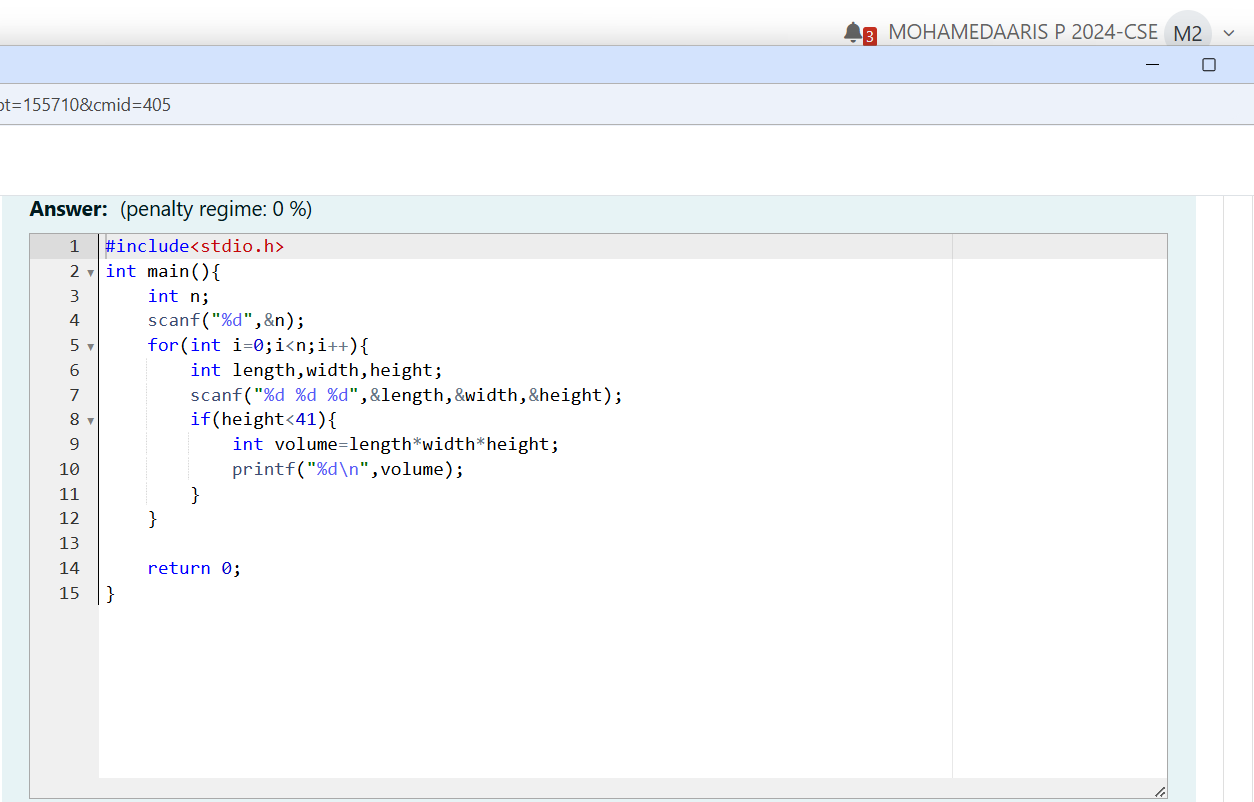 3 MOHAMEDAARIS P 2024-CSE M2
pt=155710&cmid=405
Answer: (penalty regime: 0 %)
1 #include<stdio.h>
2 int main(){
3     int n;
4     scanf("%d",&n);
5     for(int i=0;i<n;i++){
6         int length,width,height;
7         scanf("%d %d %d",&length,&width,&height);
8         if(height<41){
9             int volume=length*width*height;
10             printf("%d\n",volume);
11         }
12     }
13
14     return 0;
15 }